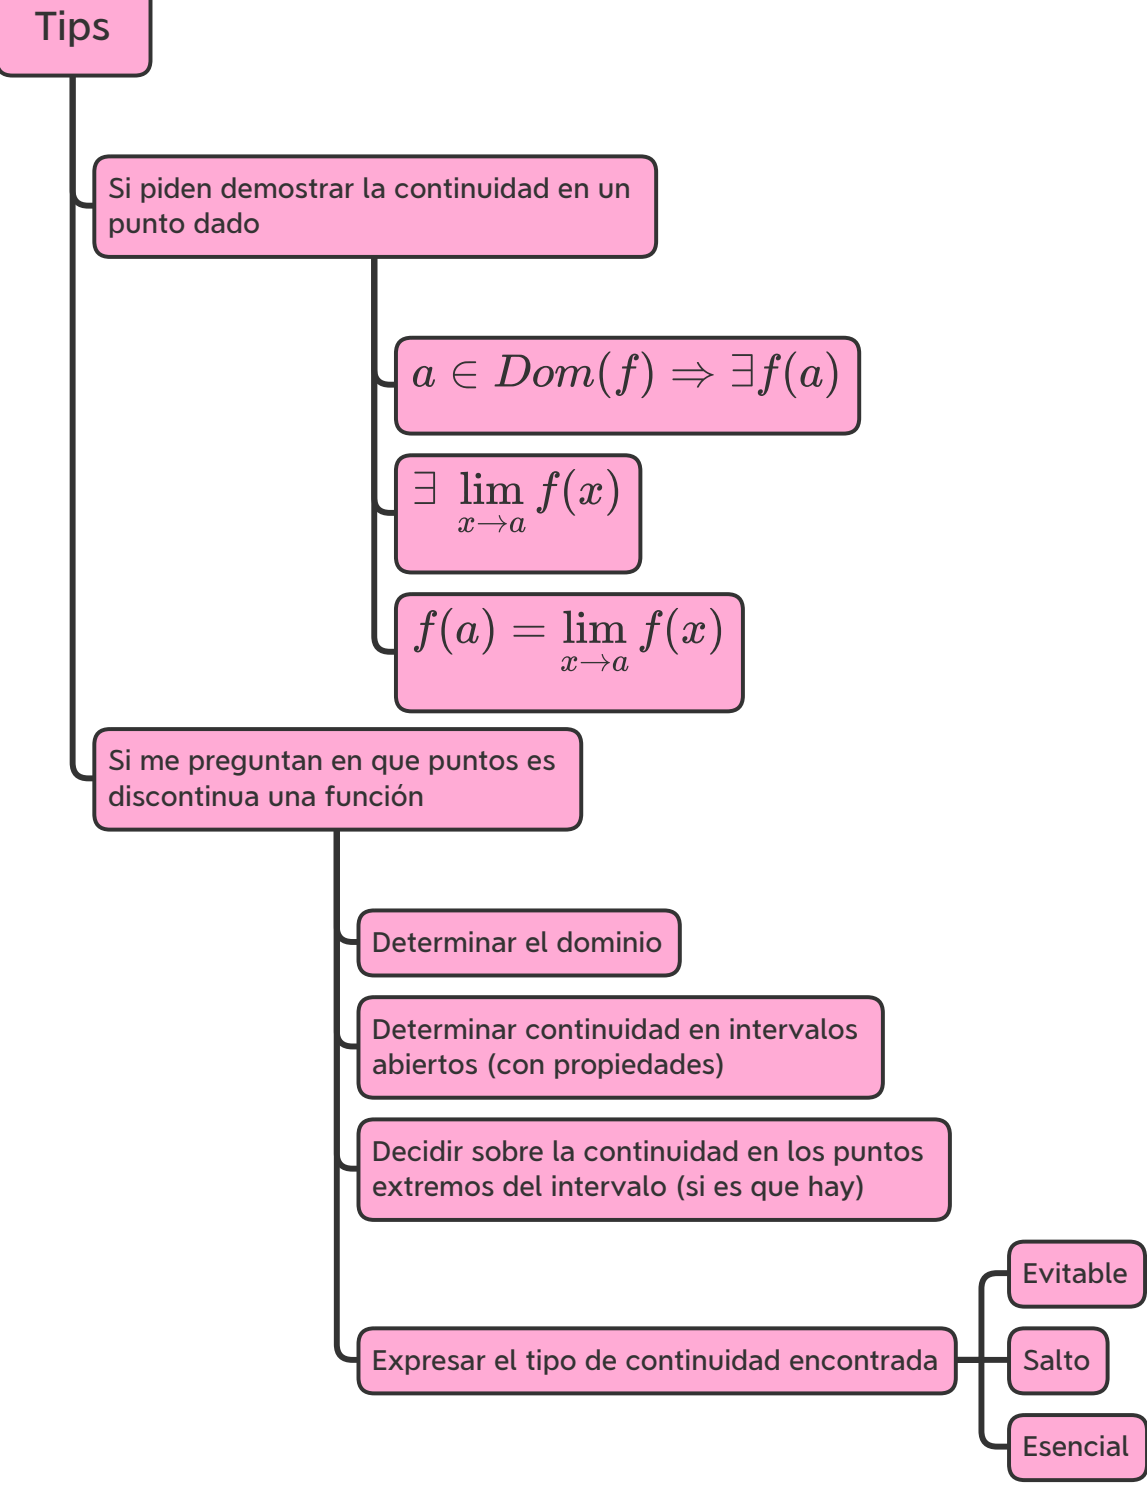 Tips
Si piden demostrar la continuidad en un
punto dado
a ∈ Dom(f) ⇒ ∃f(a)
∃ lim f(x)
x→a
f(a) = lim f(x)
x→a
Si me preguntan en que puntos es
discontinua una función
Determinar el dominio
Determinar continuidad en intervalos
abiertos (con propiedades)
Decidir sobre la continuidad en los puntos
extremos del intervalo (si es que hay)
Expresar el tipo de continuidad encontrada
Evitable
Salto
Esencial